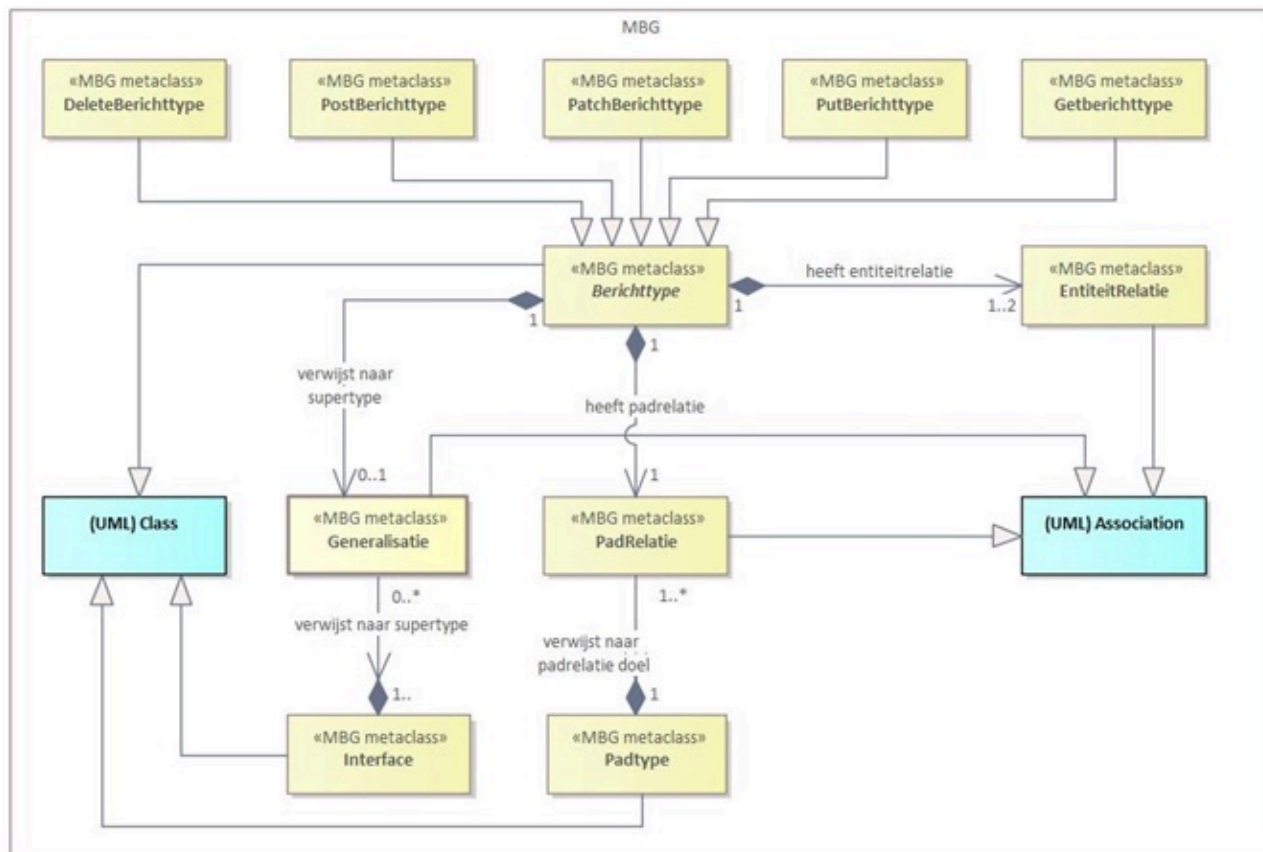 MBG
«MBG metaclass»
DeleteBerichttype
«MBG metaclass»
PostBerichttype
«MBG metaclass»
PatchBerichttype
«MBG metaclass»
PutBerichttype
«MBG metaclass»
Getberichttype
«MBG metaclass»
Berichttype
heeft entiteitrelatie
«MBG metaclass»
EntiteitRelatie
1
1..2
1
1
verwijst naar
supertype
heeft padrelatie
0..1
1
(UML) Class
«MBG metaclass»
Generalisatie
«MBG metaclass»
PadRelatie
(UML) Association
0..*
1..*
verwijst naar supertype
verwijst naar
padrelatie doel
1..
1
«MBG metaclass»
Interface
«MBG metaclass»
Padtype